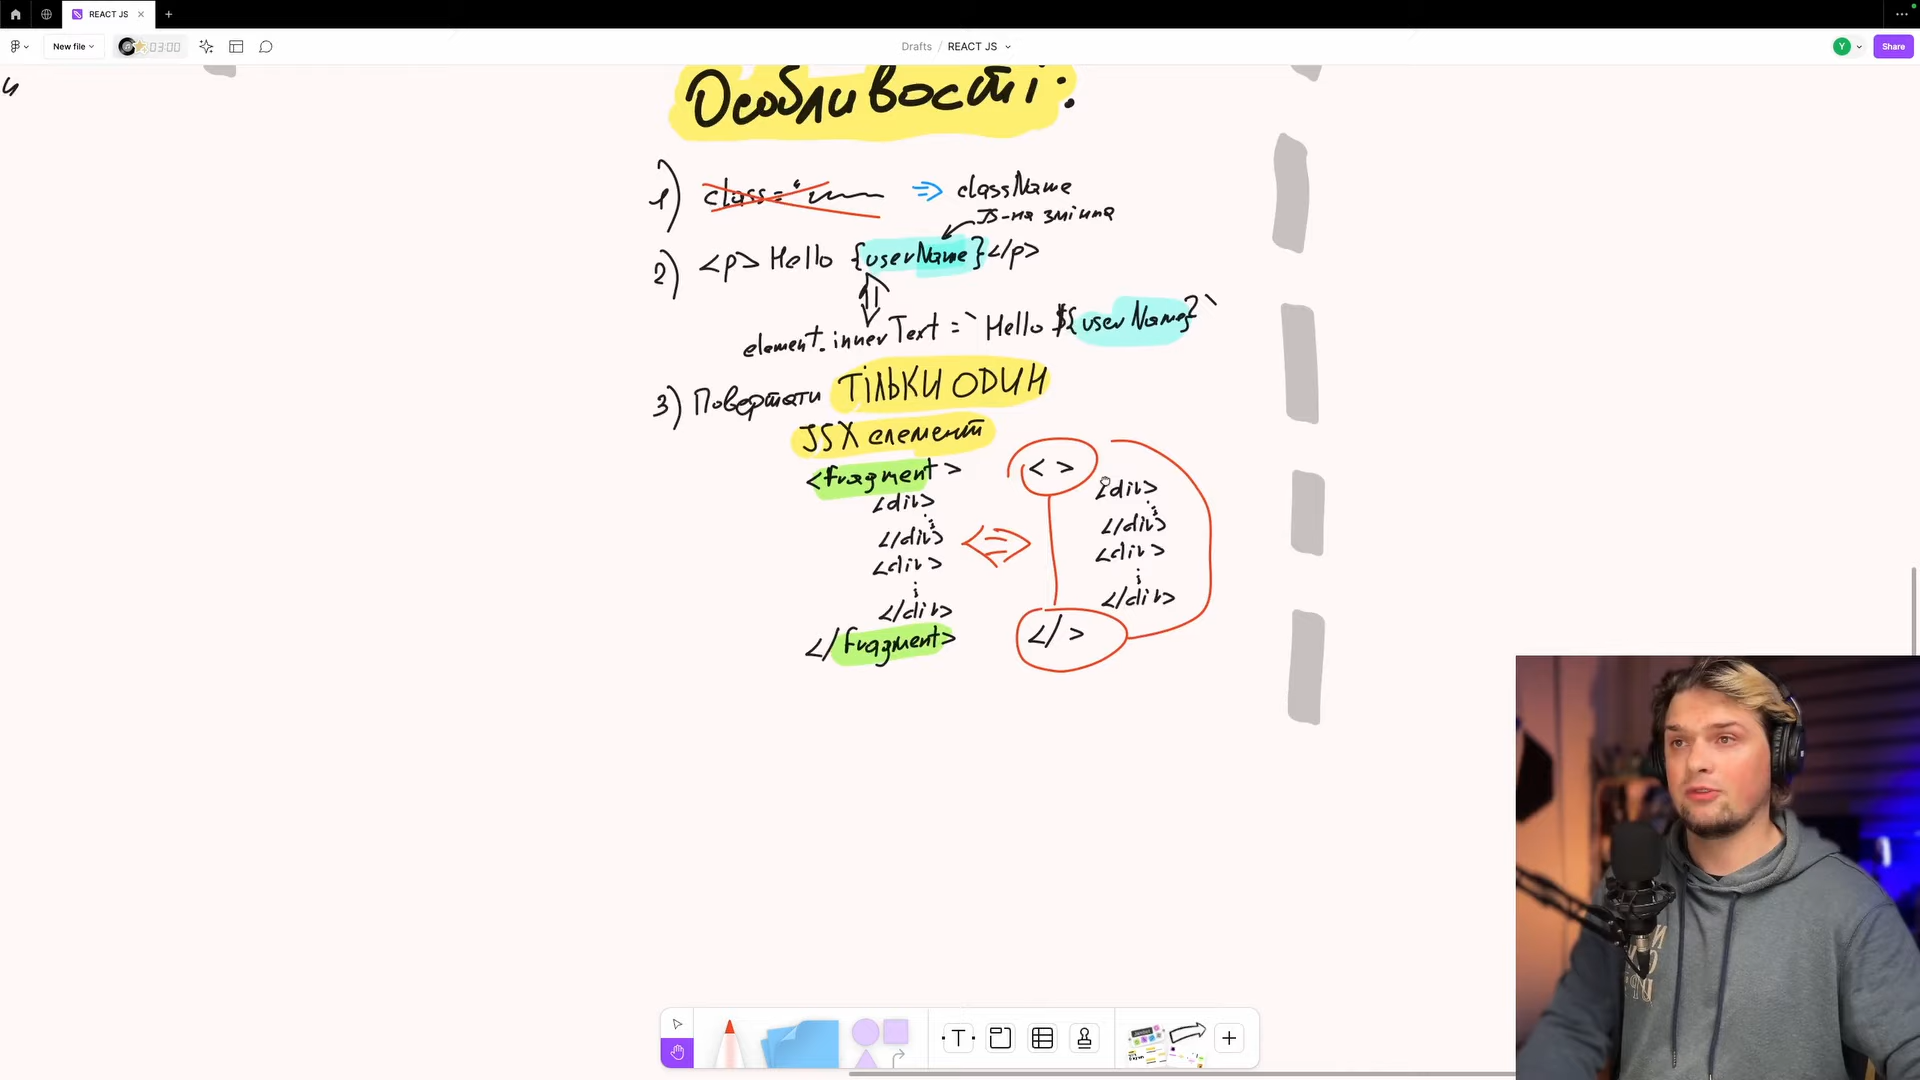 REACT JS
New file
03:00
Drafts / REACT JS
Y
Share
и
Особливості:
1) class="
⇒ className
JS-на змінна
2) <p> Hello {userName}</p>
element.innerText = `Hello ${userName}`
3) Повертати ТІЛЬКИ ОДИН
JSX елемент
<fragment>
<div>
</div>
<div>
</div>
</fragment>
< >
<div>
</div>
<div>
</div>
</>
T